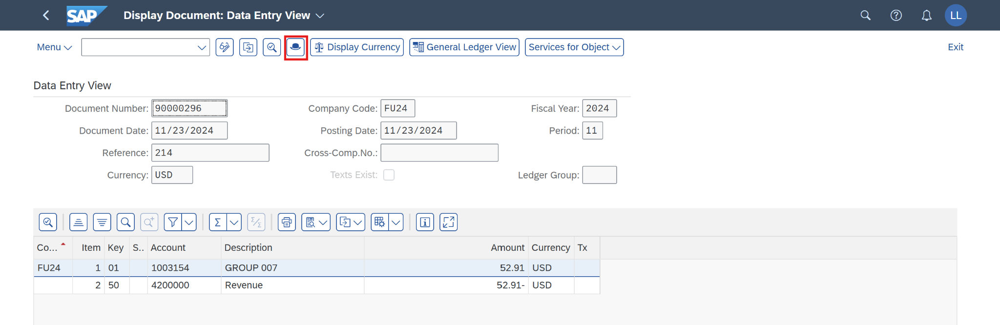 SAP Display Document: Data Entry View LL
Menu Display Currency General Ledger View Services for Object Exit
Data Entry View
Document Number: 90000296 Company Code: FU24 Fiscal Year: 2024
Document Date: 11/23/2024 Posting Date: 11/23/2024 Period: 11
Reference: 214 Cross-Comp.No.:
Currency: USD Texts Exist: Ledger Group:
Co... Item Key S.. Account Description Amount Currency Tx
FU24 1 01 1003154 GROUP 007 52.91 USD
2 50 4200000 Revenue 52.91- USD